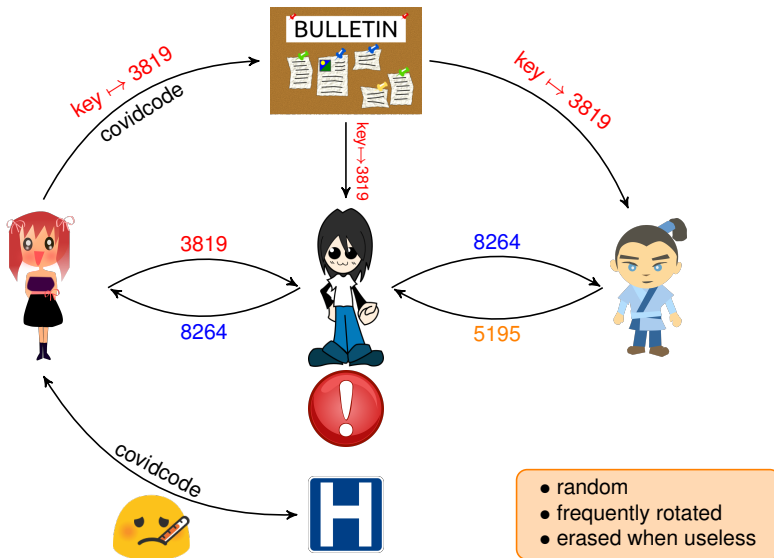 BULLETIN
key ↦ 3819
covidcode
key ↦ 3819
key↦3819
3819
8264
8264
5195
covidcode
H
● random
● frequently rotated
● erased when useless